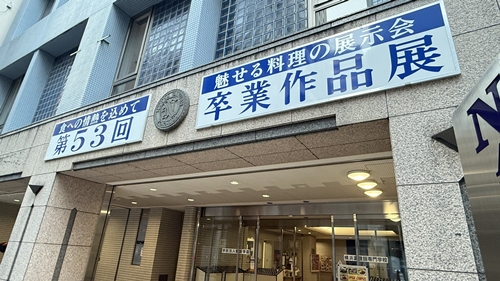 食への情熱を込めて
第53回
魅せる料理の展示会
卒業作品展